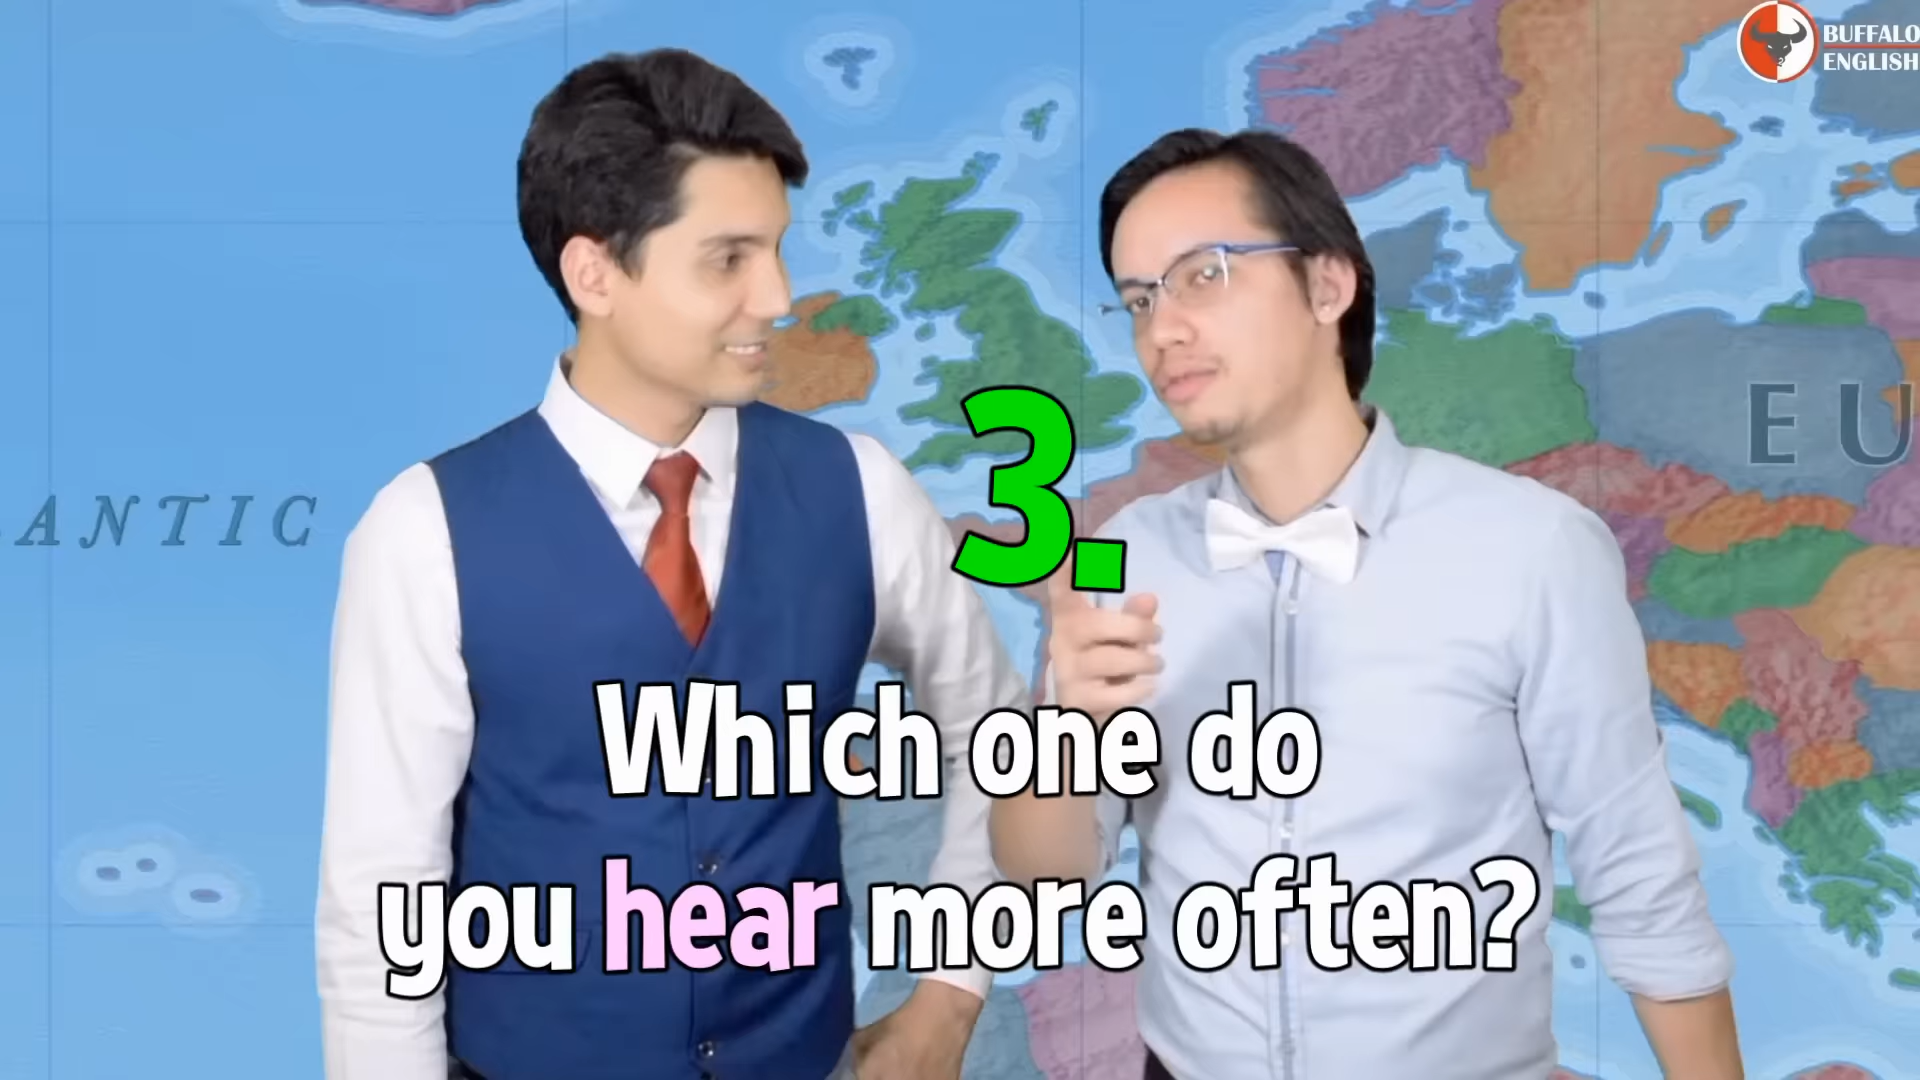 BUFFALO
ENGLISH
ANTIC
EU
3.
Which one do
you hear more often?